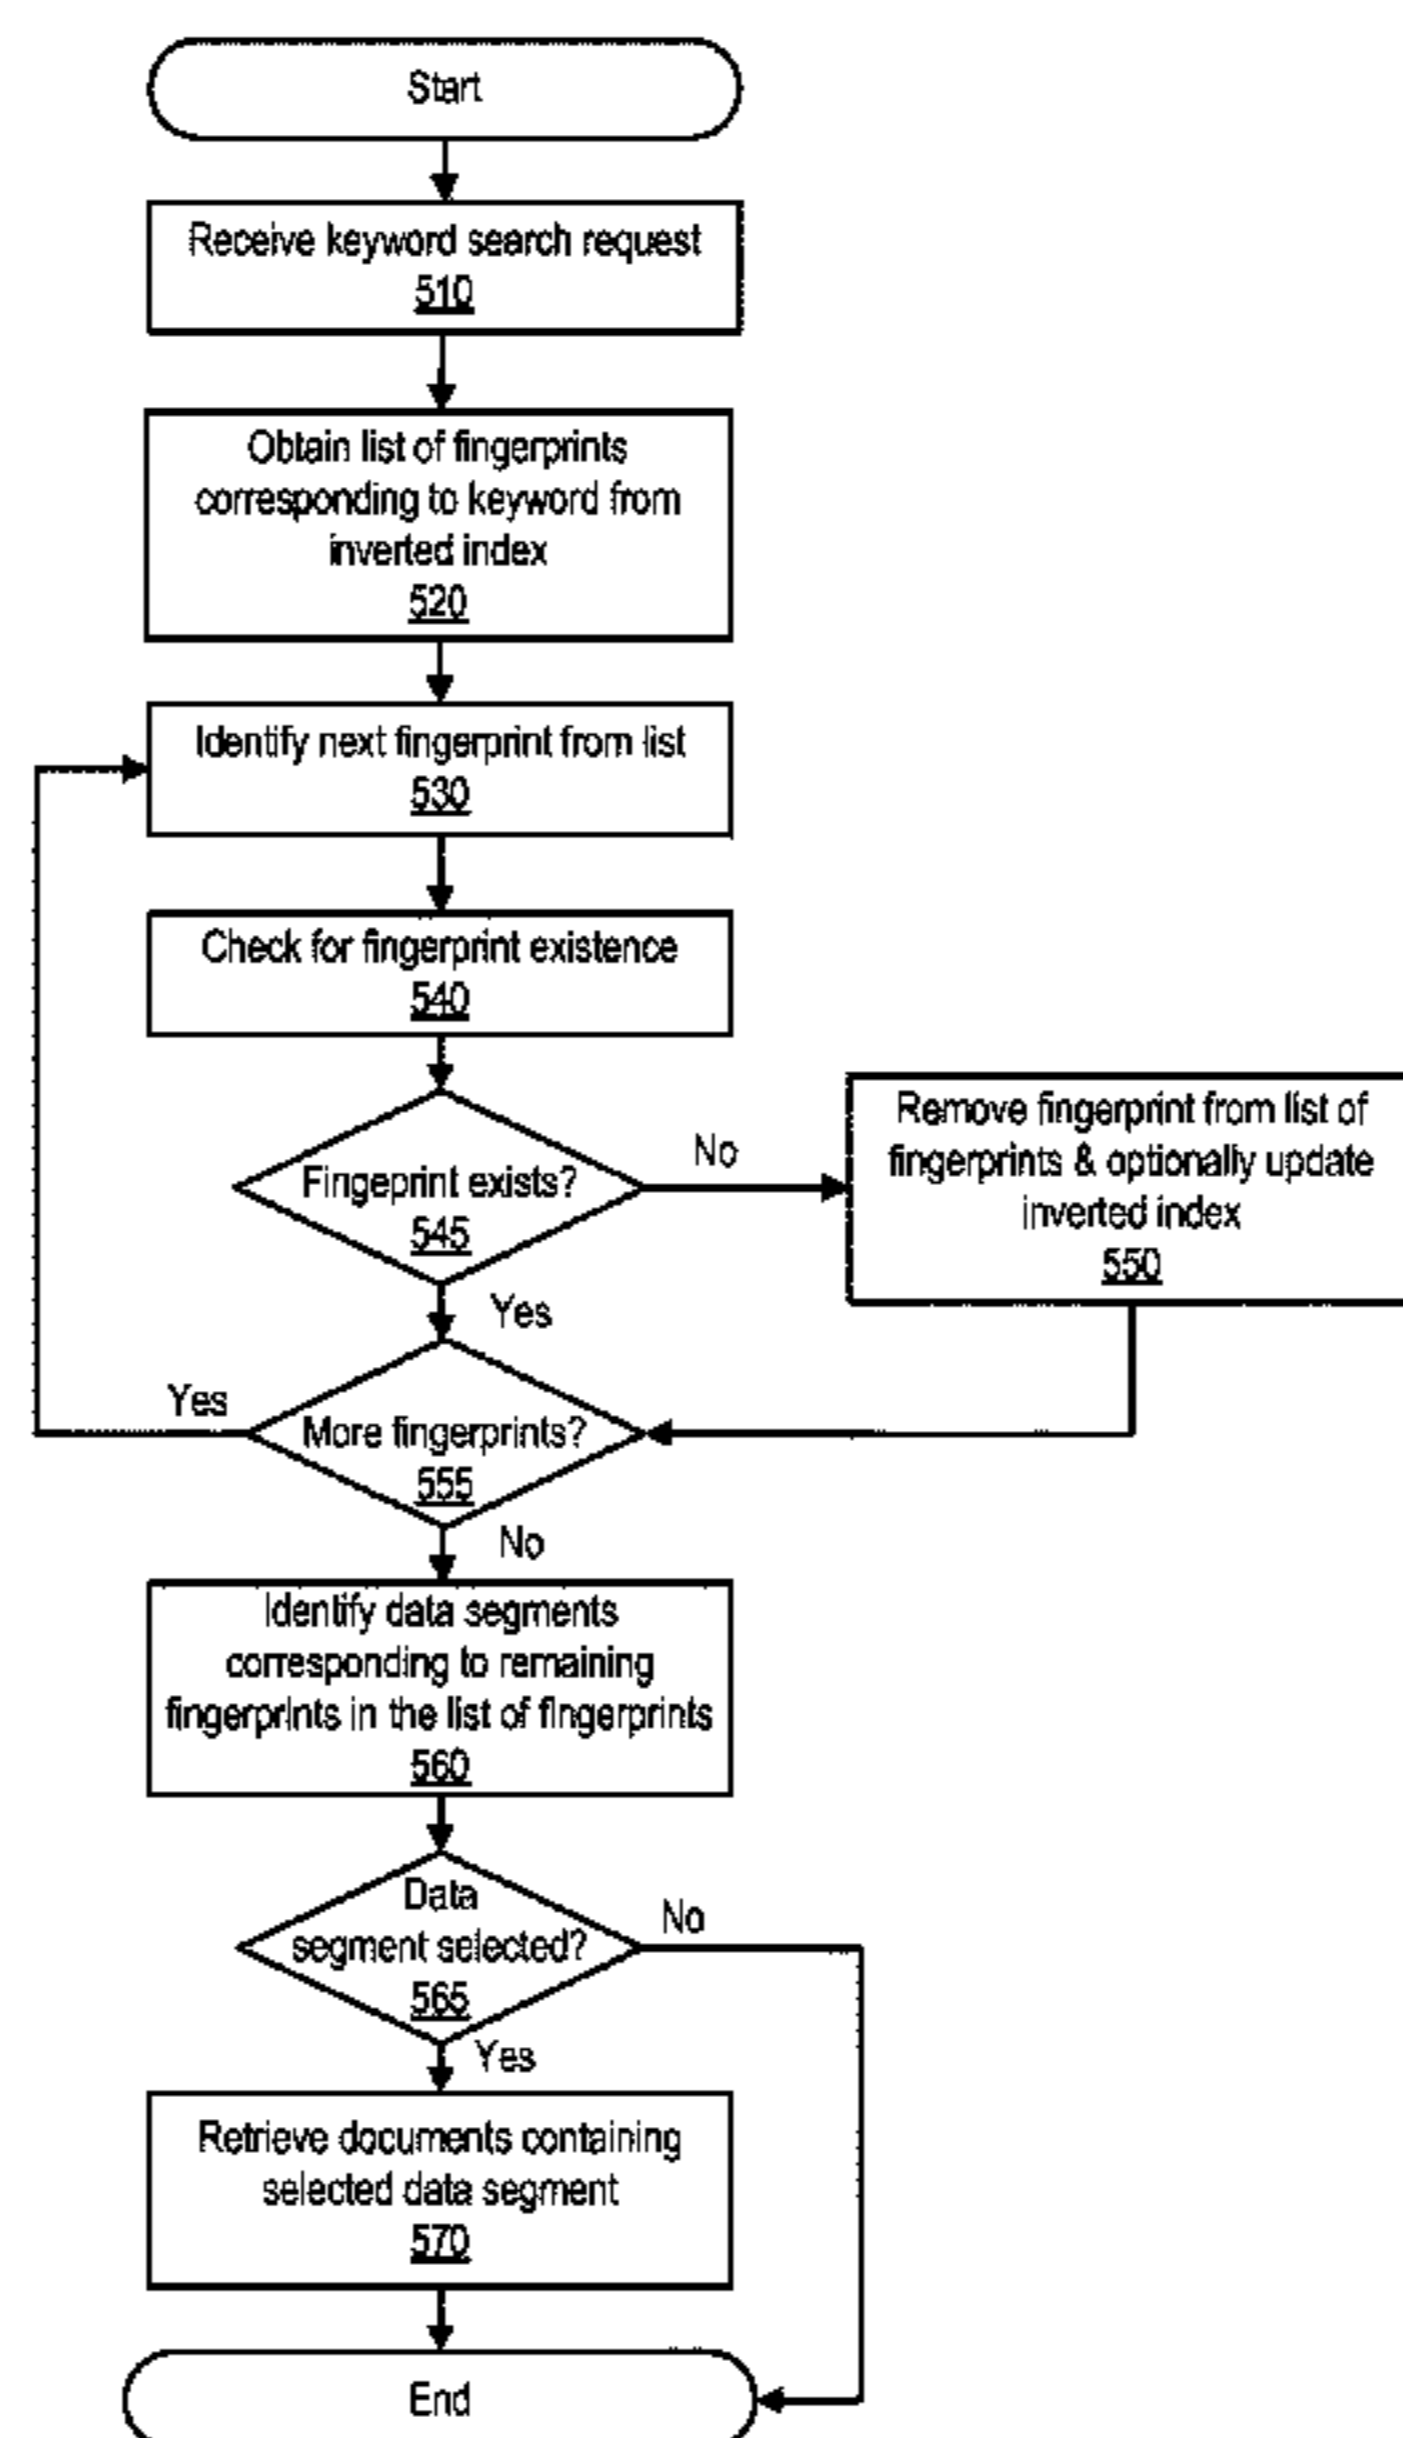 Start
Receive keyword search request
510
Obtain list of fingerprints
corresponding to keyword from
inverted index
520
Identify next fingerprint from list
530
Check for fingerprint existence
540
Fingeprint exists?
545
No
Yes
Remove fingerprint from list of
fingerprints & optionally update
inverted index
550
More fingerprints?
555
Yes
No
Identify data segments
corresponding to remaining
fingerprints in the list of fingerprints
560
Data
segment selected?
565
No
Yes
Retrieve documents containing
selected data segment
570
End